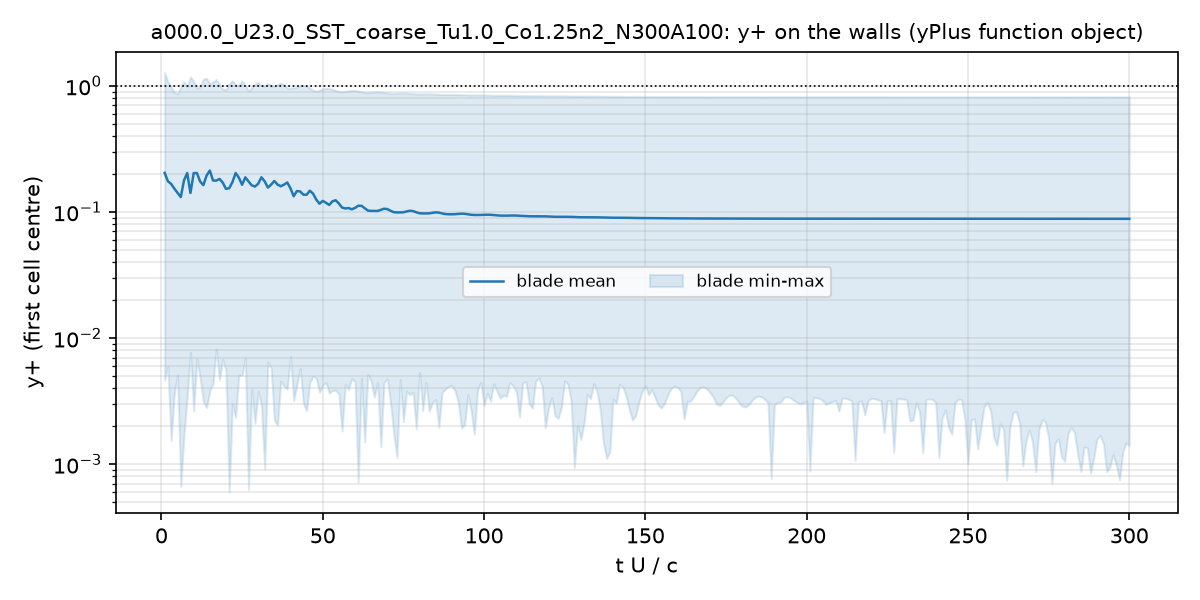 a000.0_U23.0_SST_coarse_Tu1.0_Co1.25n2_N300A100: y+ on the walls (yPlus function object)
y+ (first cell centre)
10⁰
10⁻¹
10⁻²
10⁻³
blade mean
blade min-max
0 50 100 150 200 250 300
t U / c